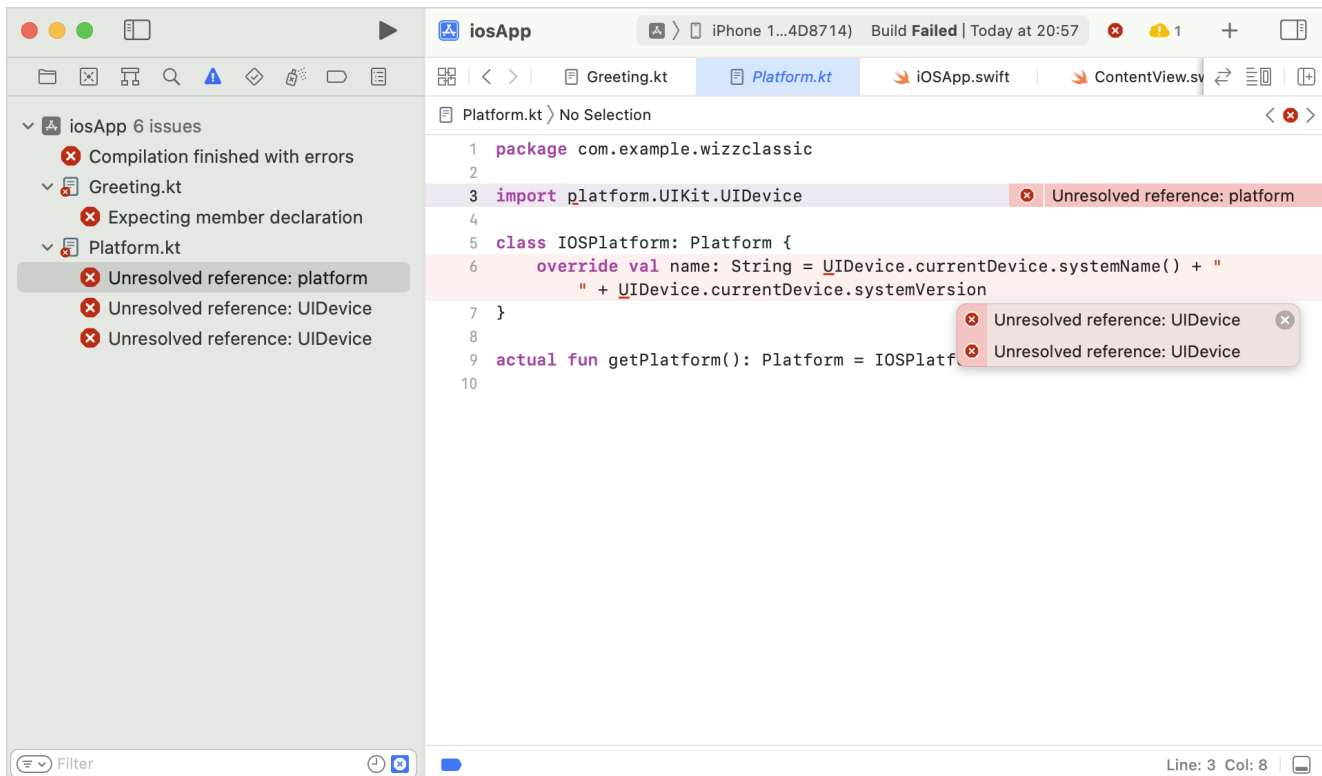 iosApp
iPhone 1...4D8714) Build Failed | Today at 20:57
1
Greeting.kt
Platform.kt
iOSApp.swift
ContentView.sw
Platform.kt 〉No Selection
iosApp 6 issues
Compilation finished with errors
Greeting.kt
Expecting member declaration
Platform.kt
Unresolved reference: platform
Unresolved reference: UIDevice
Unresolved reference: UIDevice
1 package com.example.wizzclassic
2
3 import platform.UIKit.UIDevice
Unresolved reference: platform
4
5 class IOSPlatform: Platform {
6 override val name: String = UIDevice.currentDevice.systemName() + "
" + UIDevice.currentDevice.systemVersion
7 }
Unresolved reference: UIDevice
Unresolved reference: UIDevice
8
9 actual fun getPlatform(): Platform = IOSPlatf
10
Filter
Line: 3 Col: 8